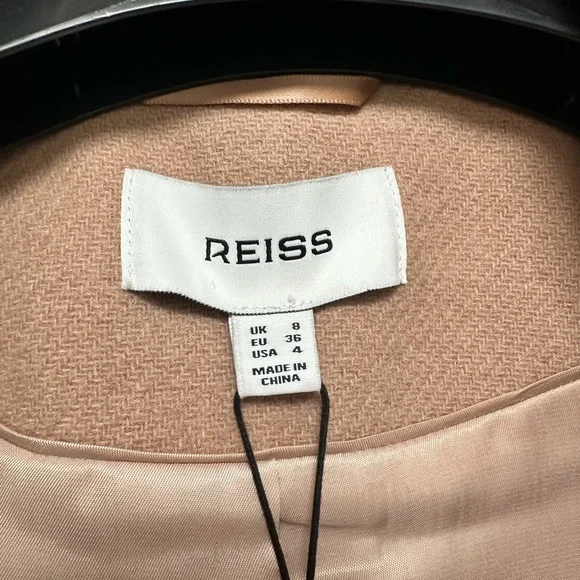 REISS
UK 8
EU 36
USA 4
MADE IN
CHINA